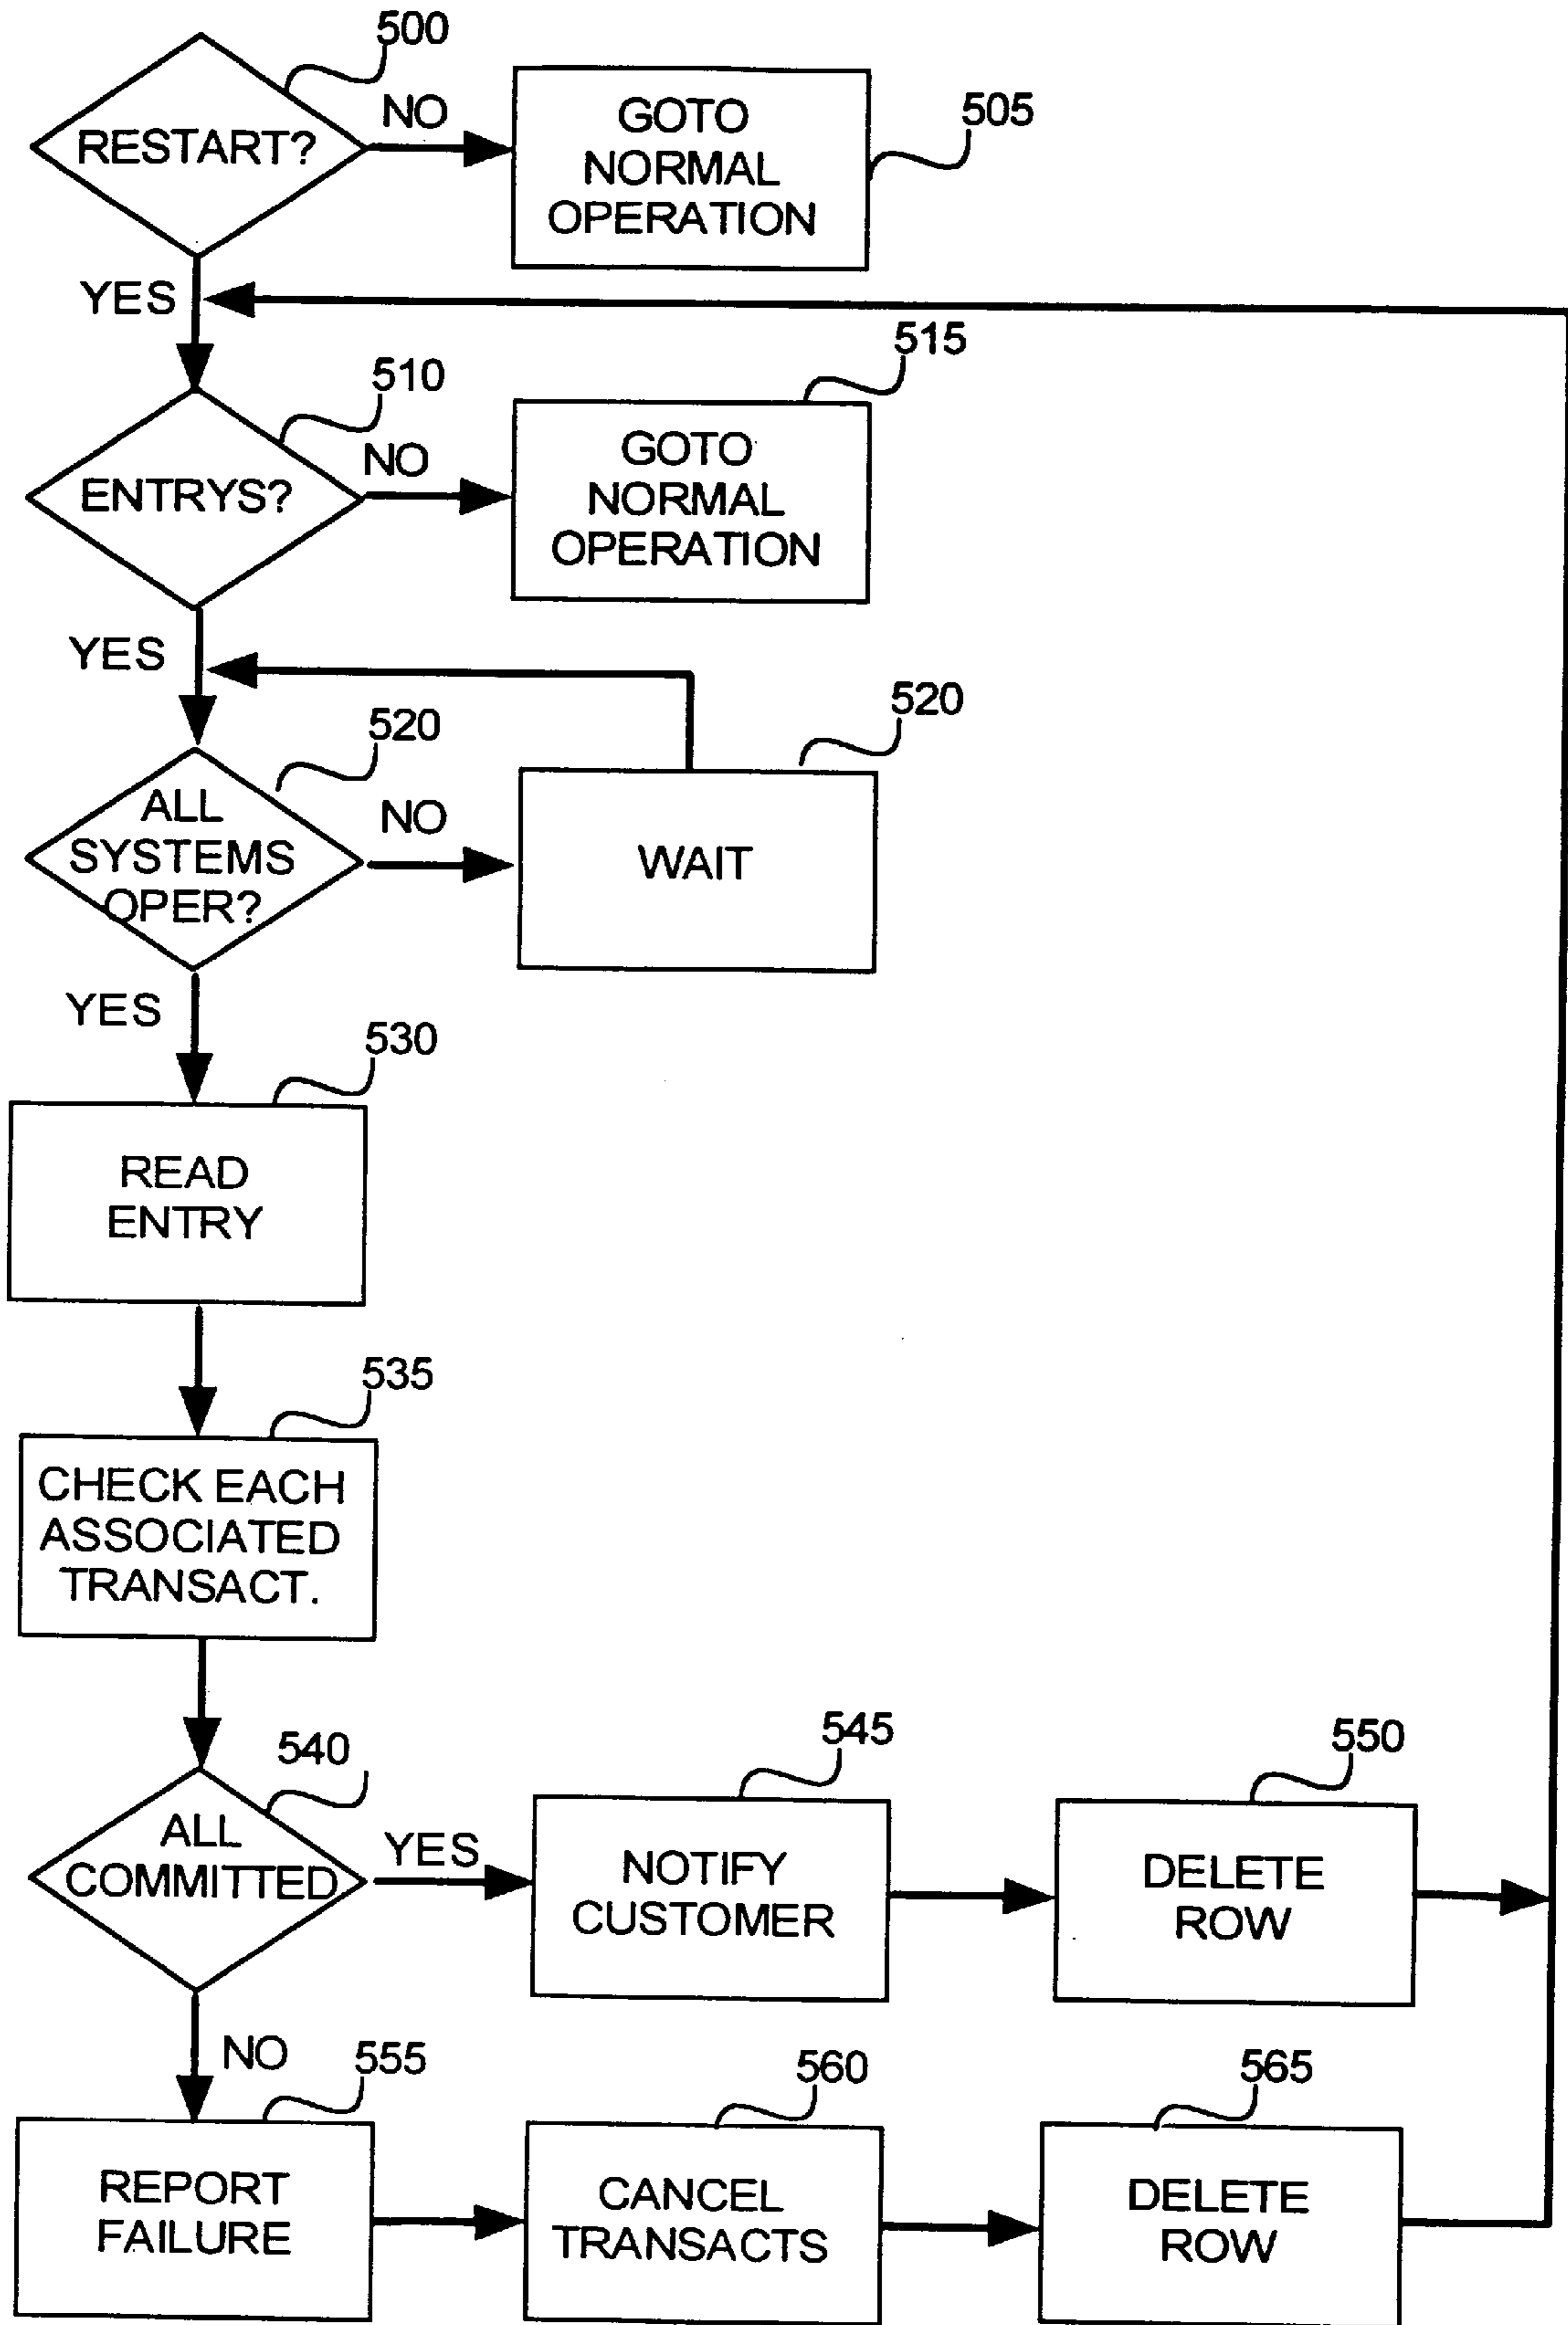 500
RESTART?
NO
GOTO
NORMAL
OPERATION
505
YES
510
ENTRYS?
NO
515
GOTO
NORMAL
OPERATION
YES
520
ALL
SYSTEMS
OPER?
NO
520
WAIT
YES
530
READ
ENTRY
535
CHECK EACH
ASSOCIATED
TRANSACT.
540
ALL
COMMITTED
YES
545
NOTIFY
CUSTOMER
550
DELETE
ROW
NO
555
REPORT
FAILURE
560
CANCEL
TRANSACTS
565
DELETE
ROW